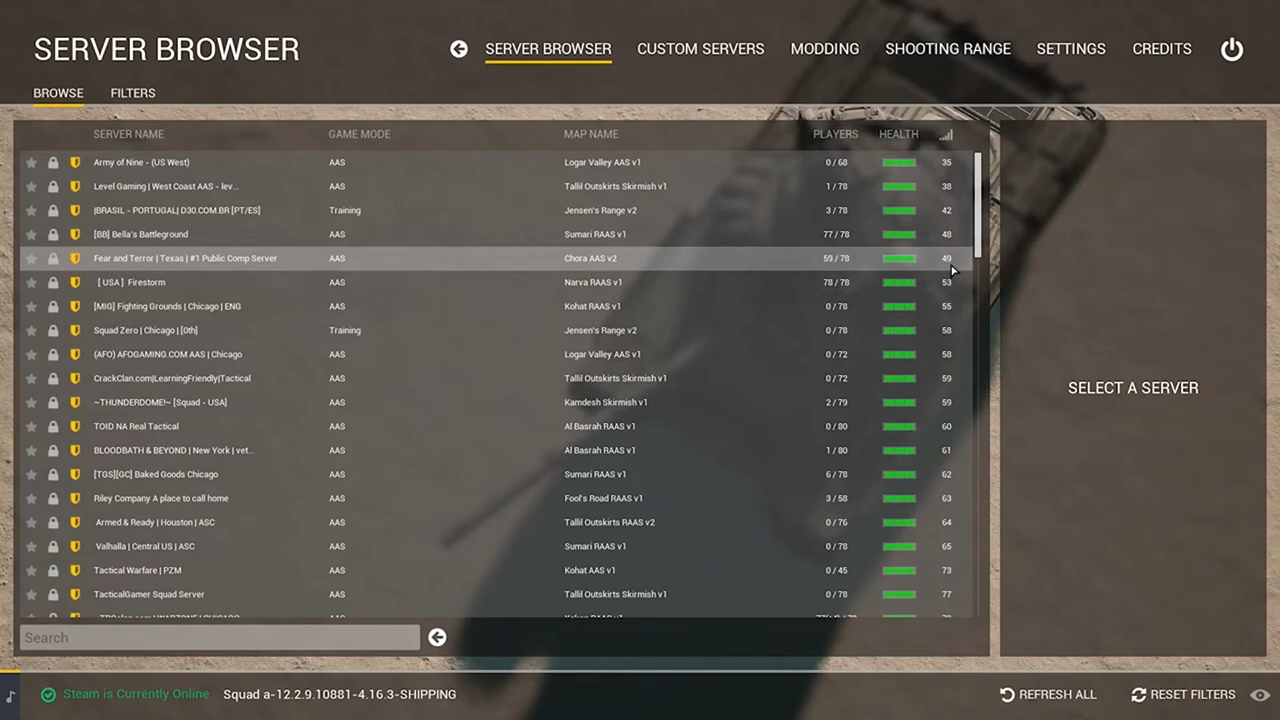 SERVER BROWSER
SERVER BROWSER CUSTOM SERVERS MODDING SHOOTING RANGE SETTINGS CREDITS
BROWSE FILTERS
SERVER NAME GAME MODE MAP NAME PLAYERS HEALTH
Army of Nine - (US West) AAS Logar Valley AAS v1 0 / 68 35
Level Gaming | West Coast AAS - lev... AAS Tallil Outskirts Skirmish v1 1 / 78 38
|BRASIL - PORTUGAL| D30.COM.BR [PT/ES] Training Jensen's Range v2 3 / 78 42
[BB] Bella's Battleground AAS Sumari RAAS v1 77 / 78 48
Fear and Terror | Texas | #1 Public Comp Server AAS Chora AAS v2 59 / 78 49
[ USA ] Firestorm AAS Narva RAAS v1 78 / 78 53
[MIG] Fighting Grounds | Chicago | ENG AAS Kohat RAAS v1 0 / 78 55
Squad Zero | Chicago | [0th] Training Jensen's Range v2 0 / 78 58
(AFO) AFOGAMING.COM AAS | Chicago AAS Logar Valley AAS v1 0 / 72 58
CrackClan.com|LearningFriendly|Tactical AAS Tallil Outskirts Skirmish v1 0 / 72 59
~THUNDERDOME!~ [Squad - USA] AAS Kamdesh Skirmish v1 2 / 79 59
TOID NA Real Tactical AAS Al Basrah RAAS v1 0 / 80 60
BLOODBATH & BEYOND | New York | vet... AAS Al Basrah RAAS v1 1 / 80 61
[TGS][GC] Baked Goods Chicago AAS Sumari RAAS v1 6 / 78 62
Riley Company A place to call home AAS Fool's Road RAAS v1 3 / 58 63
Armed & Ready | Houston | ASC AAS Tallil Outskirts RAAS v2 0 / 76 64
Valhalla | Central US | ASC AAS Sumari RAAS v1 0 / 78 65
Tactical Warfare | PZM AAS Kohat AAS v1 0 / 45 73
TacticalGamer Squad Server AAS Tallil Outskirts Skirmish v1 0 / 78 77
SELECT A SERVER
Search
Steam is Currently Online Squad a-12.2.9.10881-4.16.3-SHIPPING REFRESH ALL RESET FILTERS